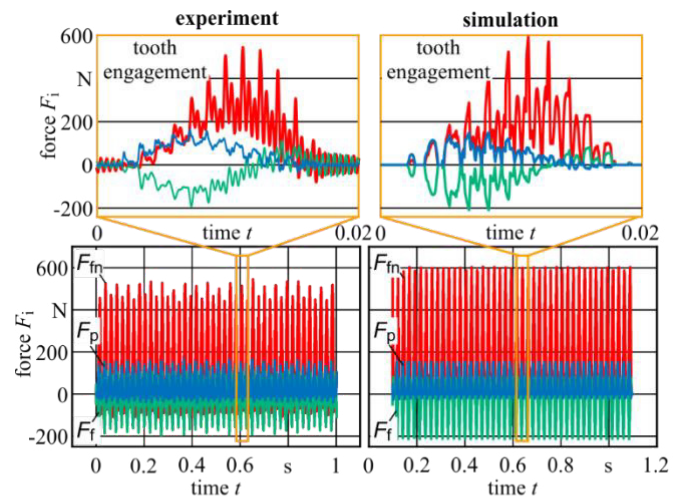 experiment
simulation
600
N
200
0
-200
force Fi
tooth
engagement
tooth
engagement
0
time t
0.02
0
time t
0.02
600
N
200
0
-200
force Fi
Ffn
Fp
Ff
Ffn
Fp
Ff
0 0.2 0.4 0.6 s 1
0 0.2 0.4 0.6 0.8 s 1.2
time t
time t